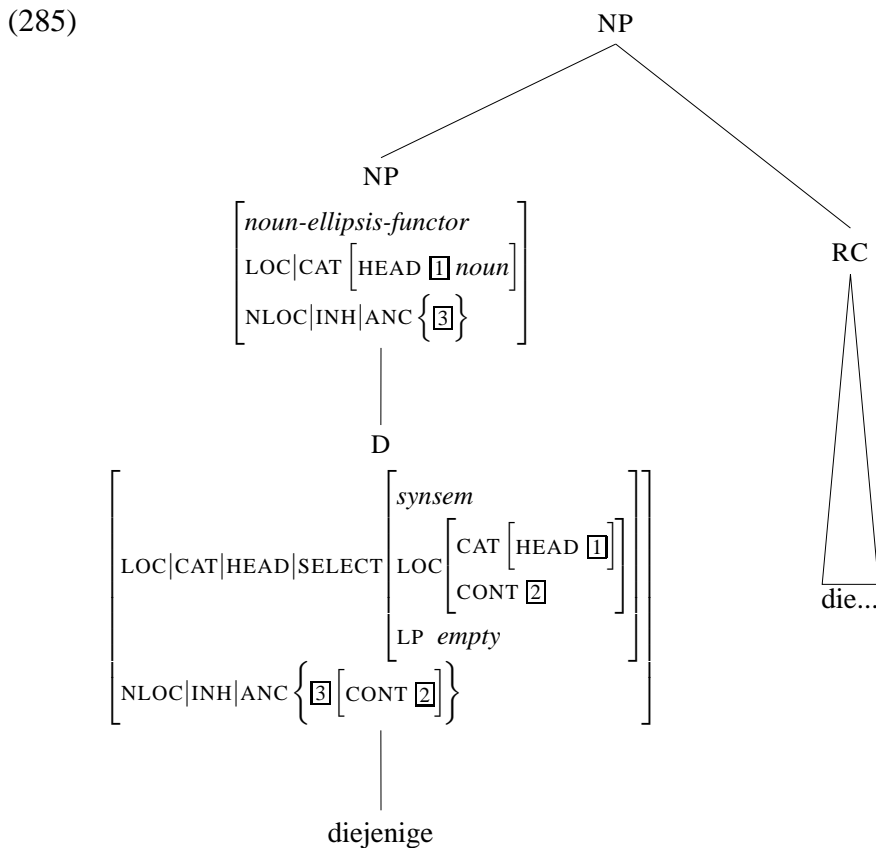 (285)
NP
NP
noun-ellipsis-functor
LOC|CAT [HEAD 1 noun]
NLOC|INH|ANC {3}
RC
D
synsem
CAT [HEAD 1]
LOC|CAT|HEAD|SELECT LOC
CONT 2
LP empty
die...
NLOC|INH|ANC {3 [CONT 2]}
diejenige